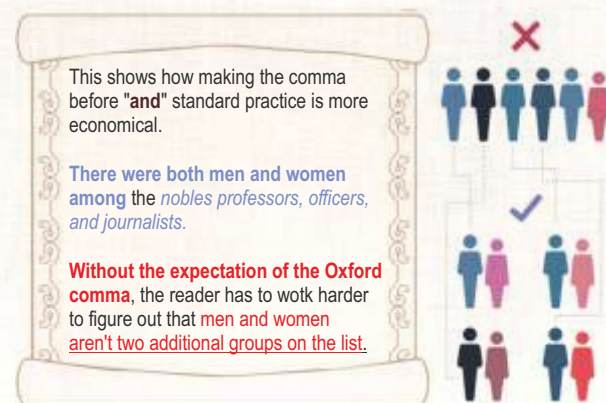 This shows how making the comma
before "and" standard practice is more
economical.
There were both men and women
among the nobles professors, officers,
and journalists.
Without the expectation of the Oxford
comma, the reader has to wotk harder
to figure out that men and women
aren't two additional groups on the list.